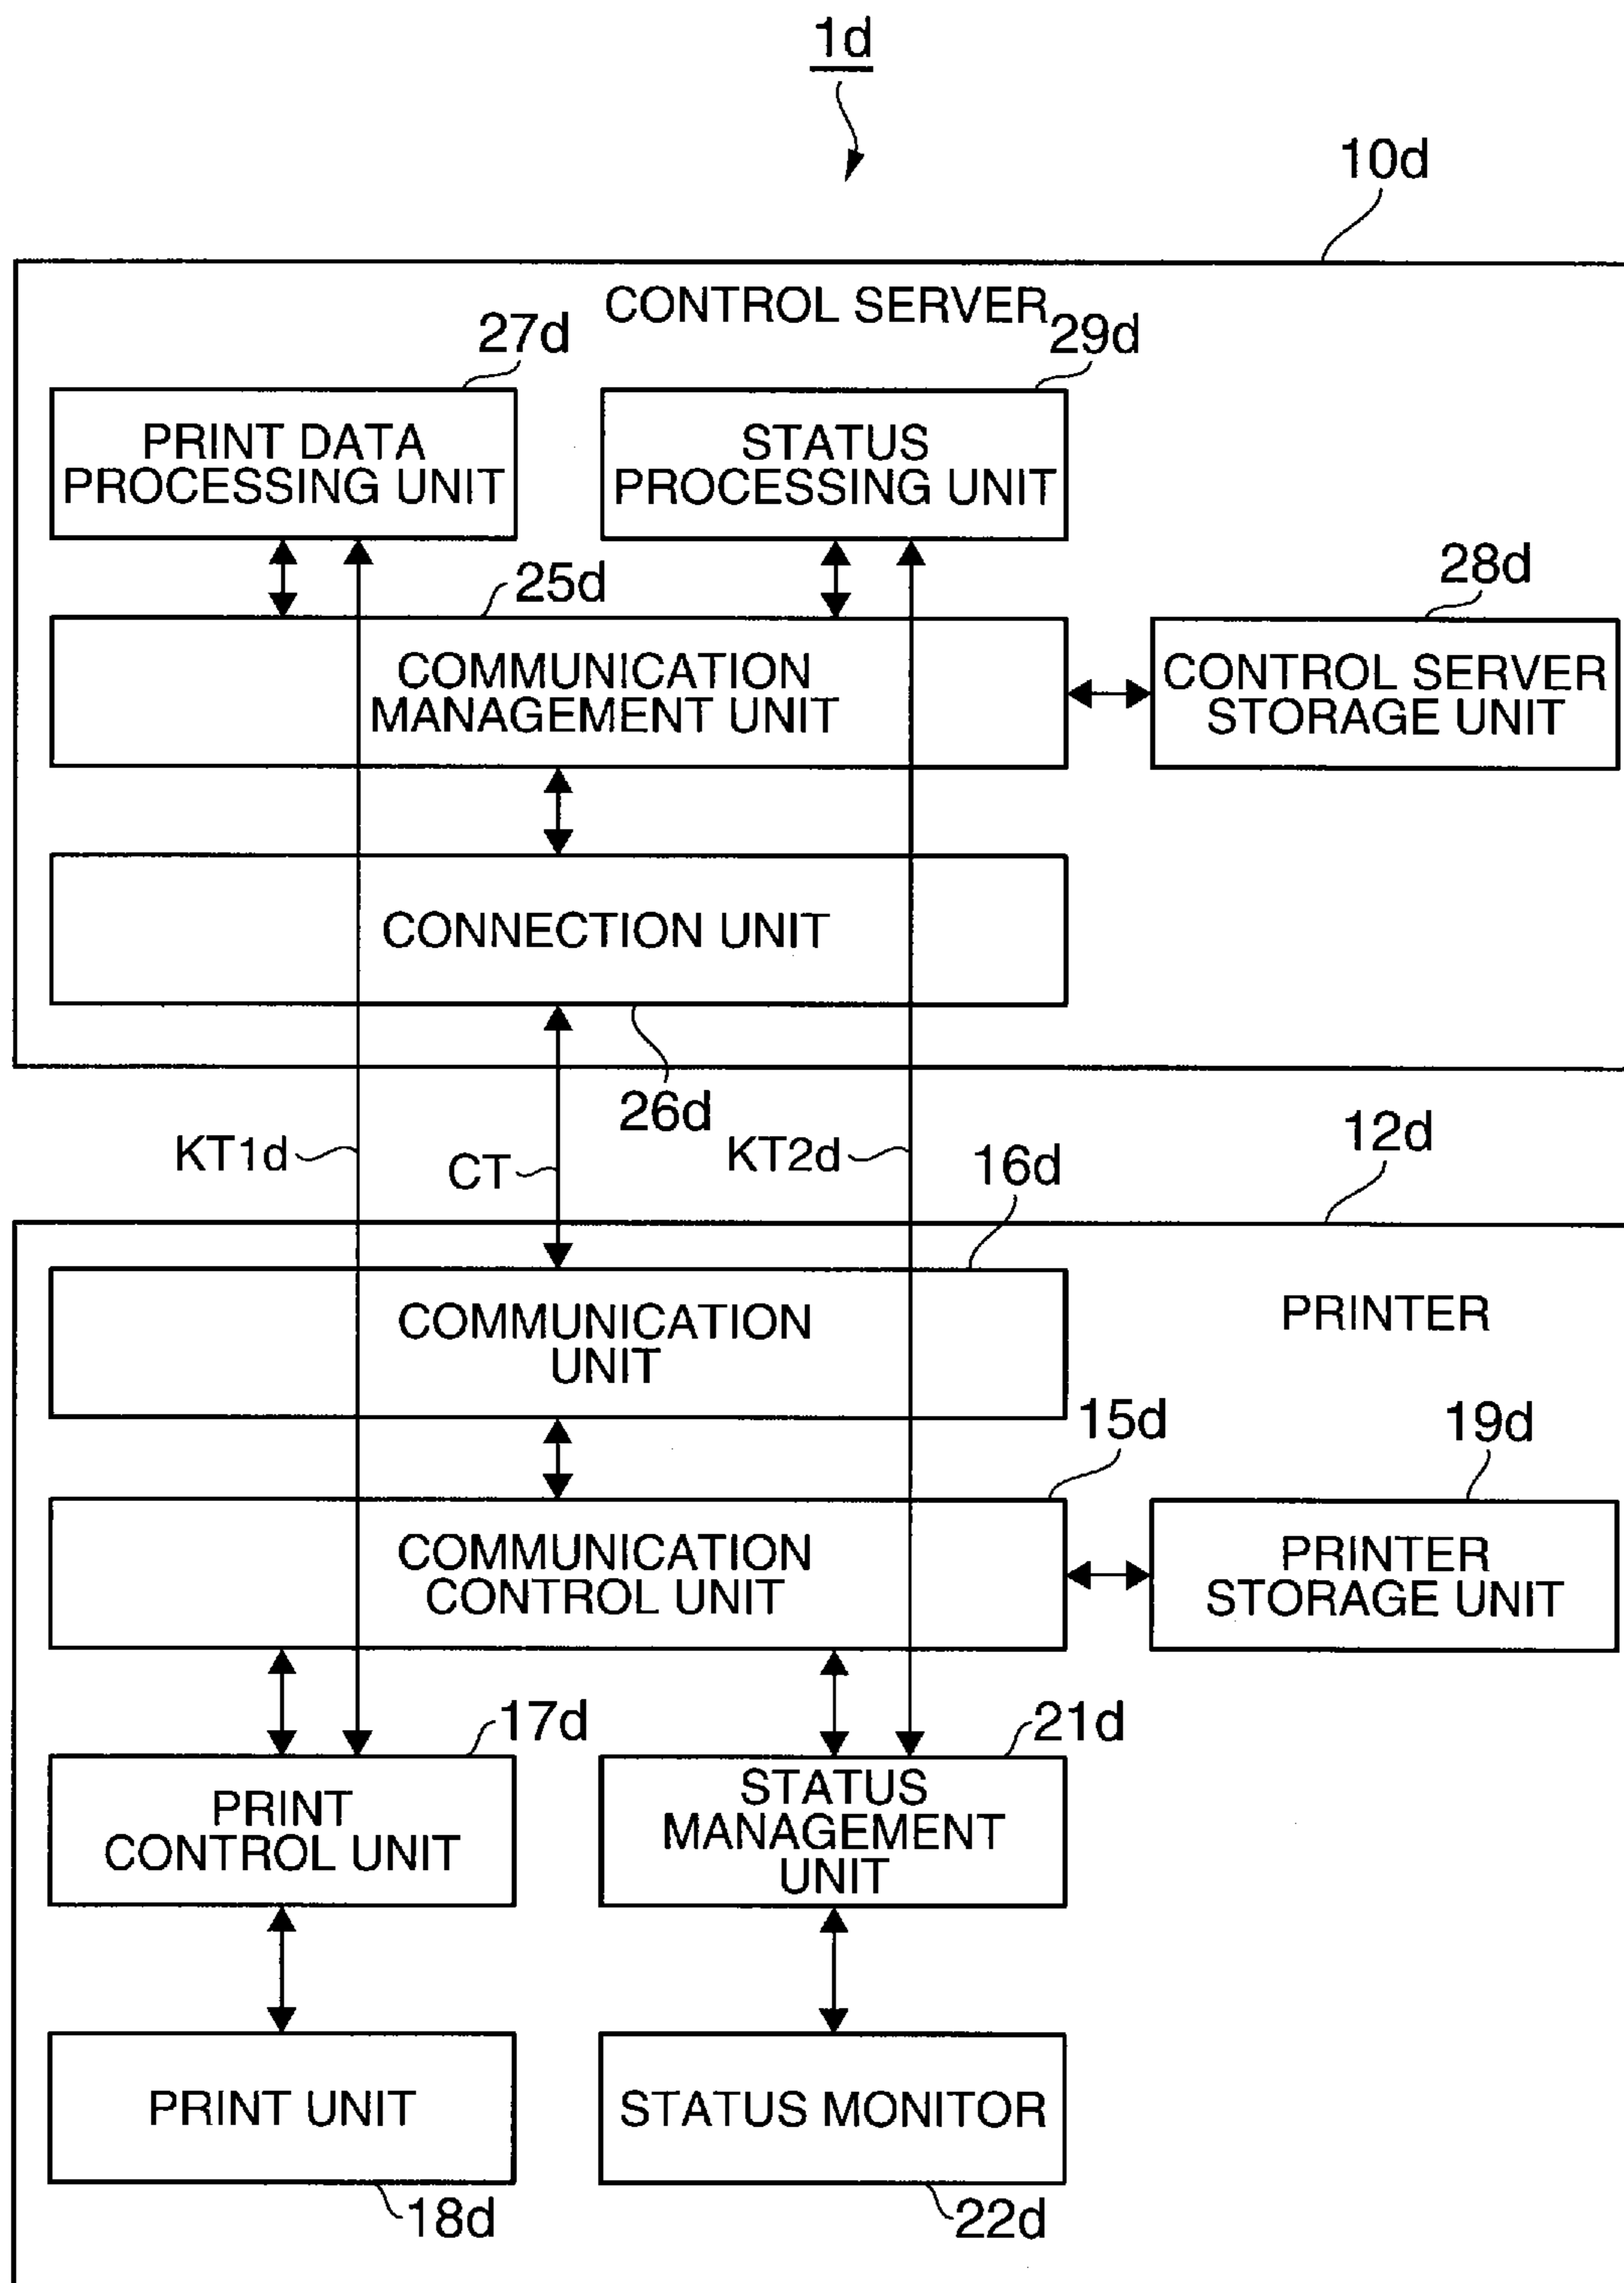 1d
10d
CONTROL SERVER
27d
29d
PRINT DATA
PROCESSING UNIT
STATUS
PROCESSING UNIT
25d
28d
COMMUNICATION
MANAGEMENT UNIT
CONTROL SERVER
STORAGE UNIT
CONNECTION UNIT
26d
KT1d
CT
KT2d
16d
12d
COMMUNICATION
UNIT
PRINTER
15d
19d
COMMUNICATION
CONTROL UNIT
PRINTER
STORAGE UNIT
17d
21d
PRINT
CONTROL UNIT
STATUS
MANAGEMENT
UNIT
PRINT UNIT
STATUS MONITOR
18d
22d